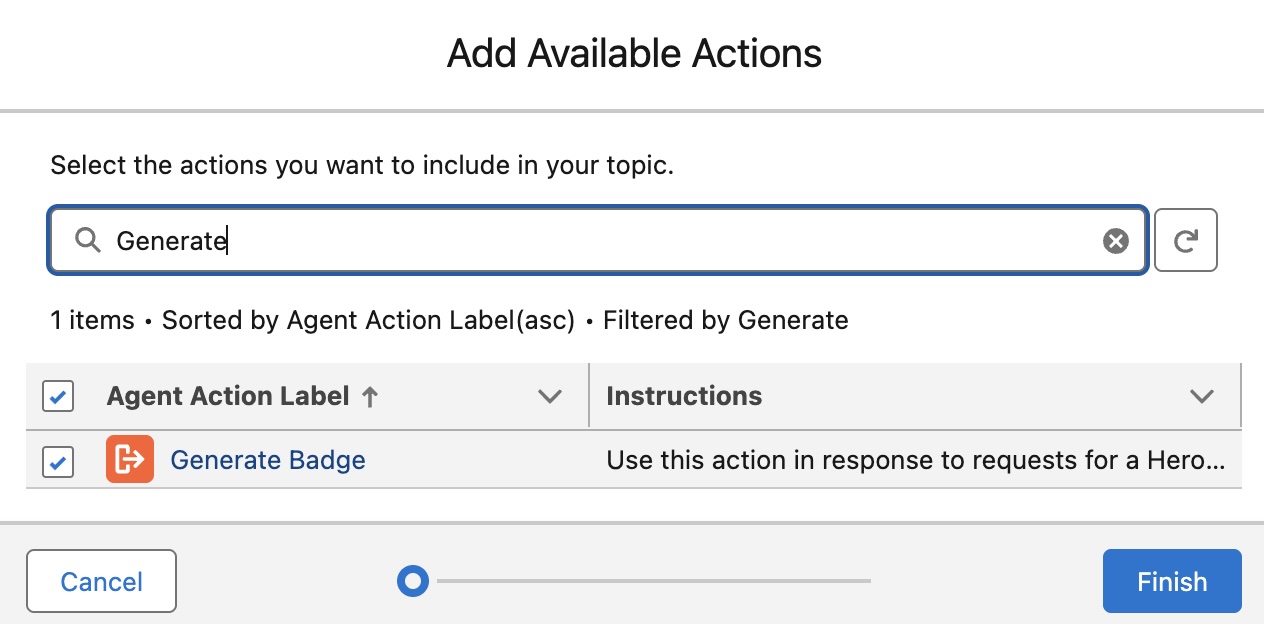 Add Available Actions
Select the actions you want to include in your topic.
Generate
1 items • Sorted by Agent Action Label(asc) • Filtered by Generate
Agent Action Label Instructions
Generate Badge Use this action in response to requests for a Hero...
Cancel Finish